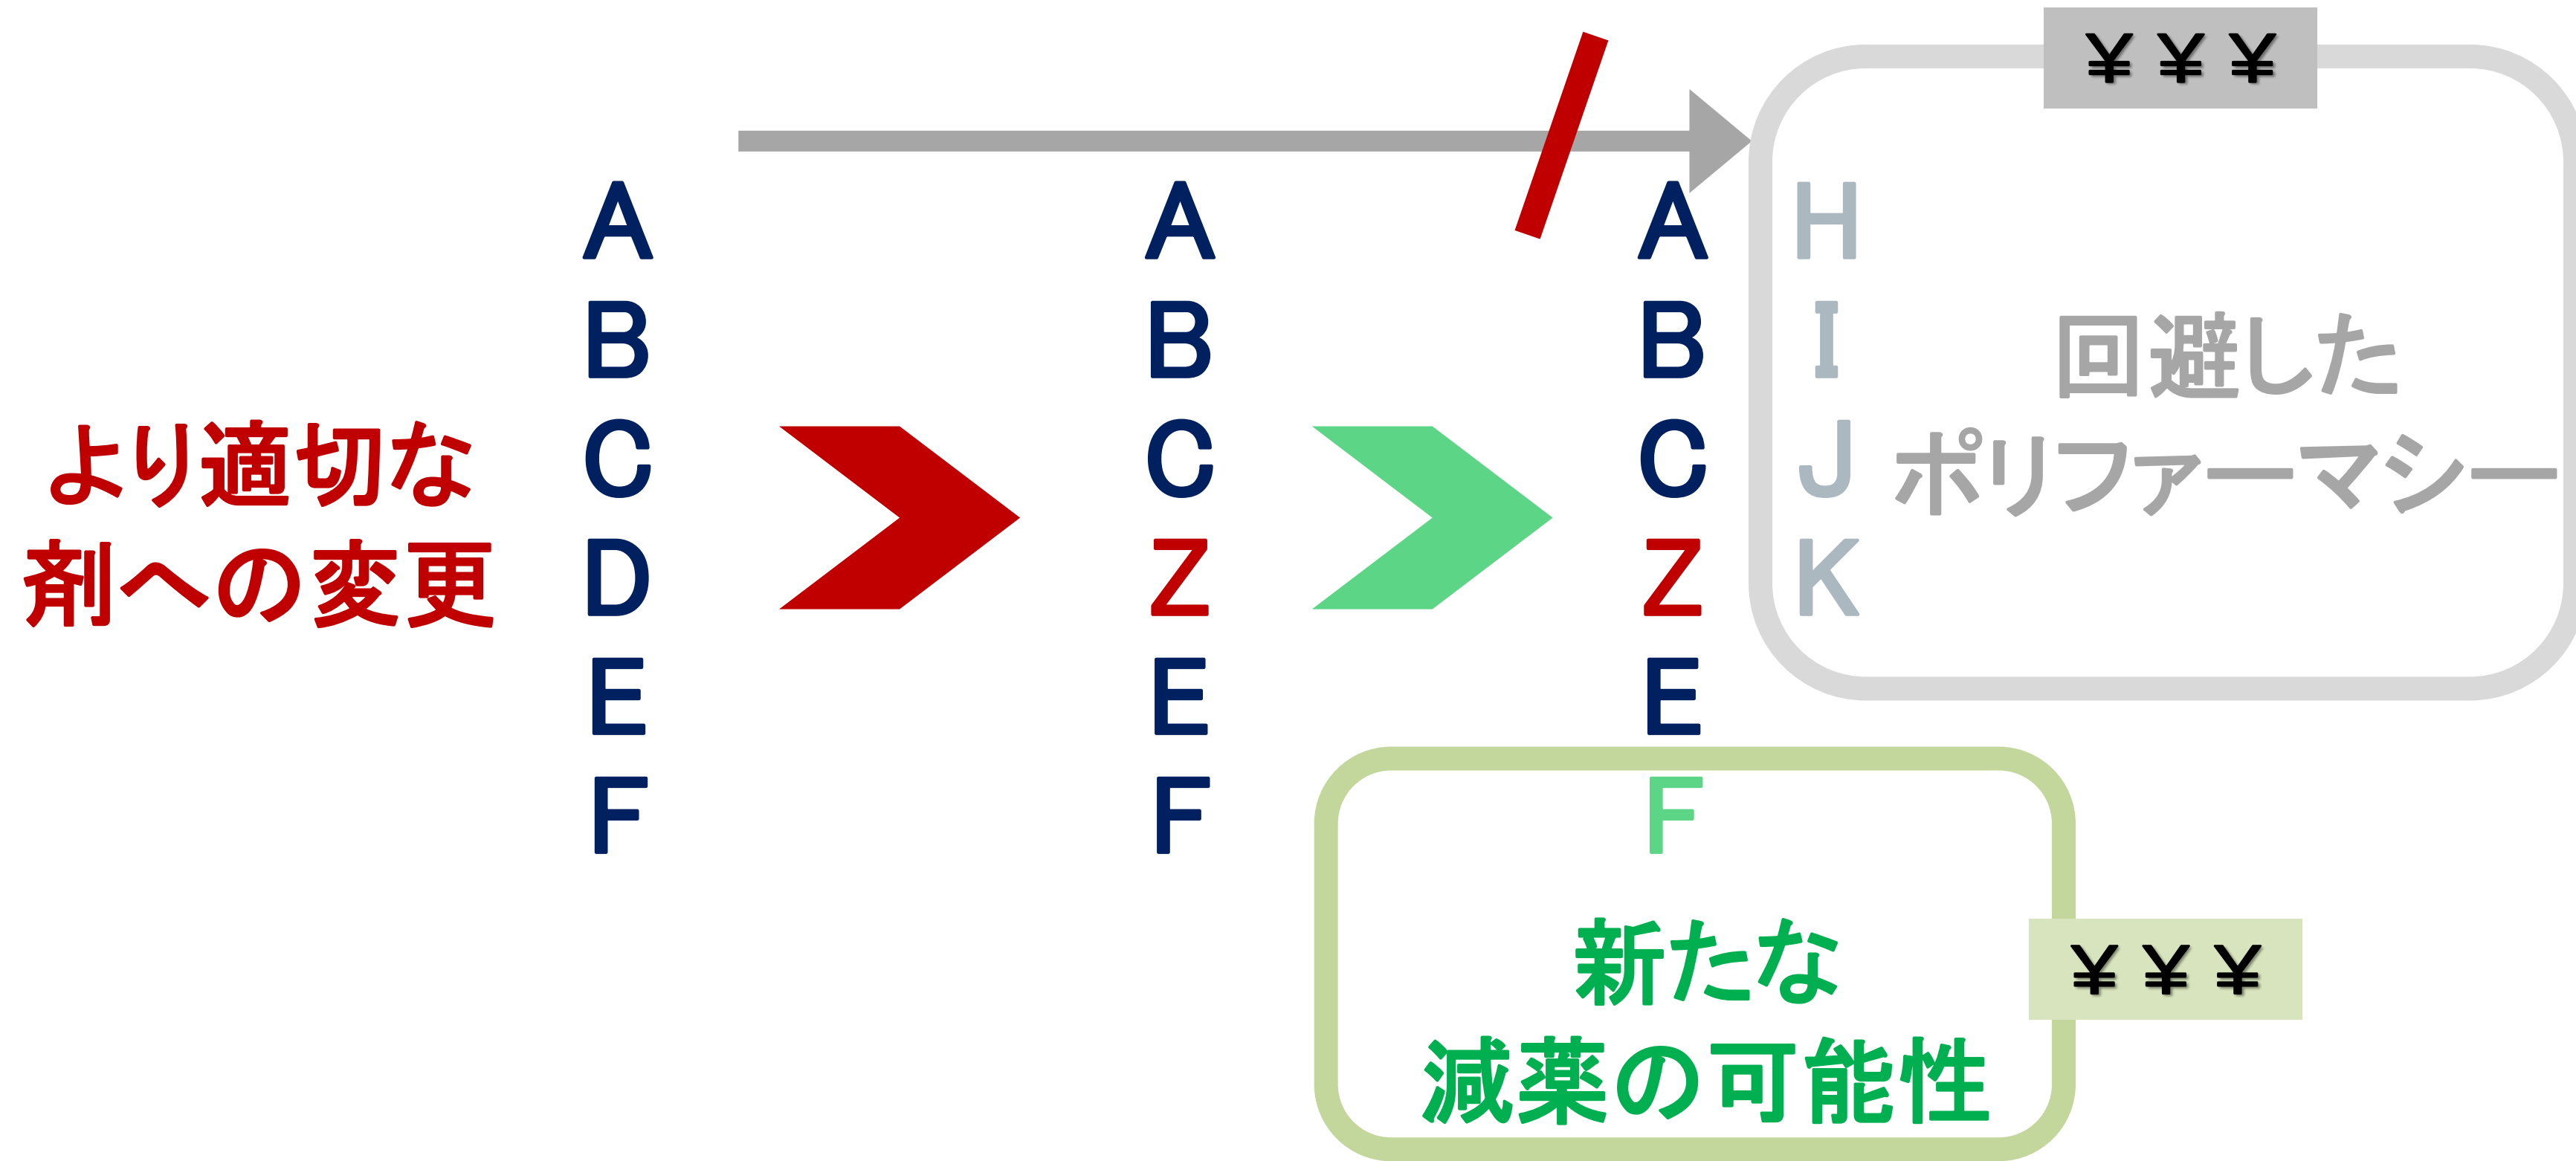 ¥¥¥
A A A H
B B B I
回避した
より適切な
C C C J
ポリファーマシー
剤への変更
D Z Z K
E E E
F F F
新たな
¥¥¥
減薬の可能性